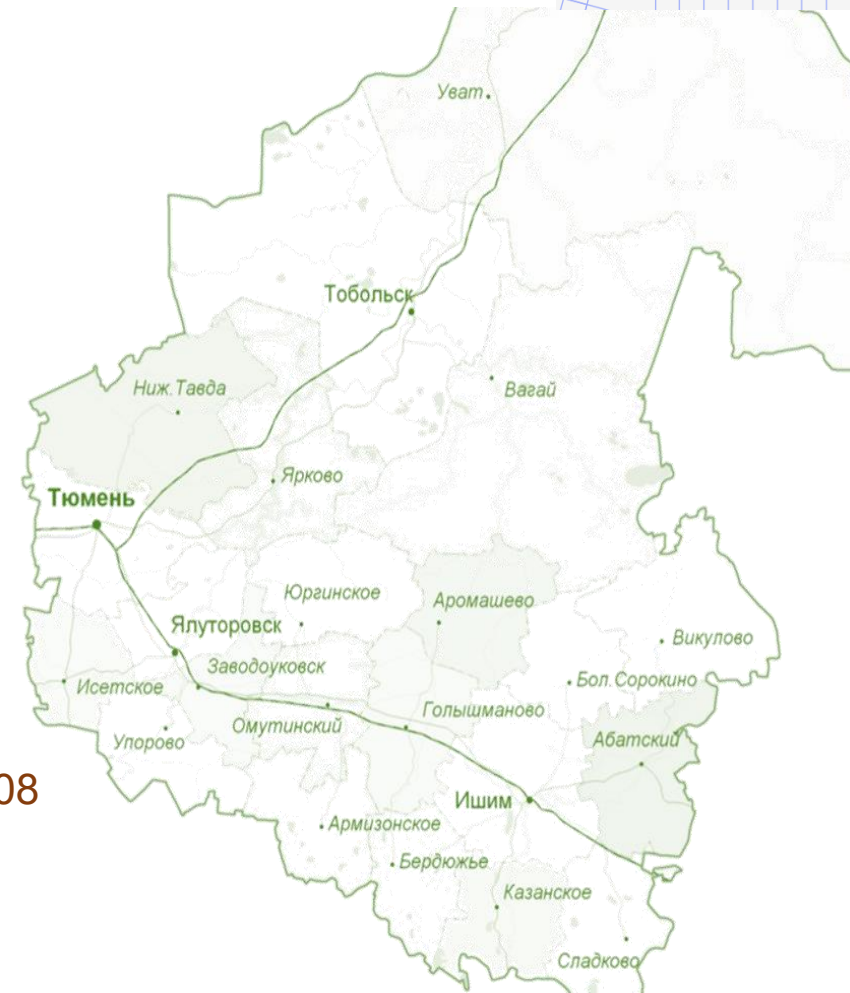 Уват
Тобольск
Ниж.Тавда
Вагай
Ярково
Тюмень
Юргинское
Аромашево
Ялуторовск
Викулово
Заводоуковск
Исетское
Бол.Сорокино
Голышманово
Омутинский
Упорово
Абатский
08
Ишим
Армизонское
Бердюжье
Казанское
Сладково